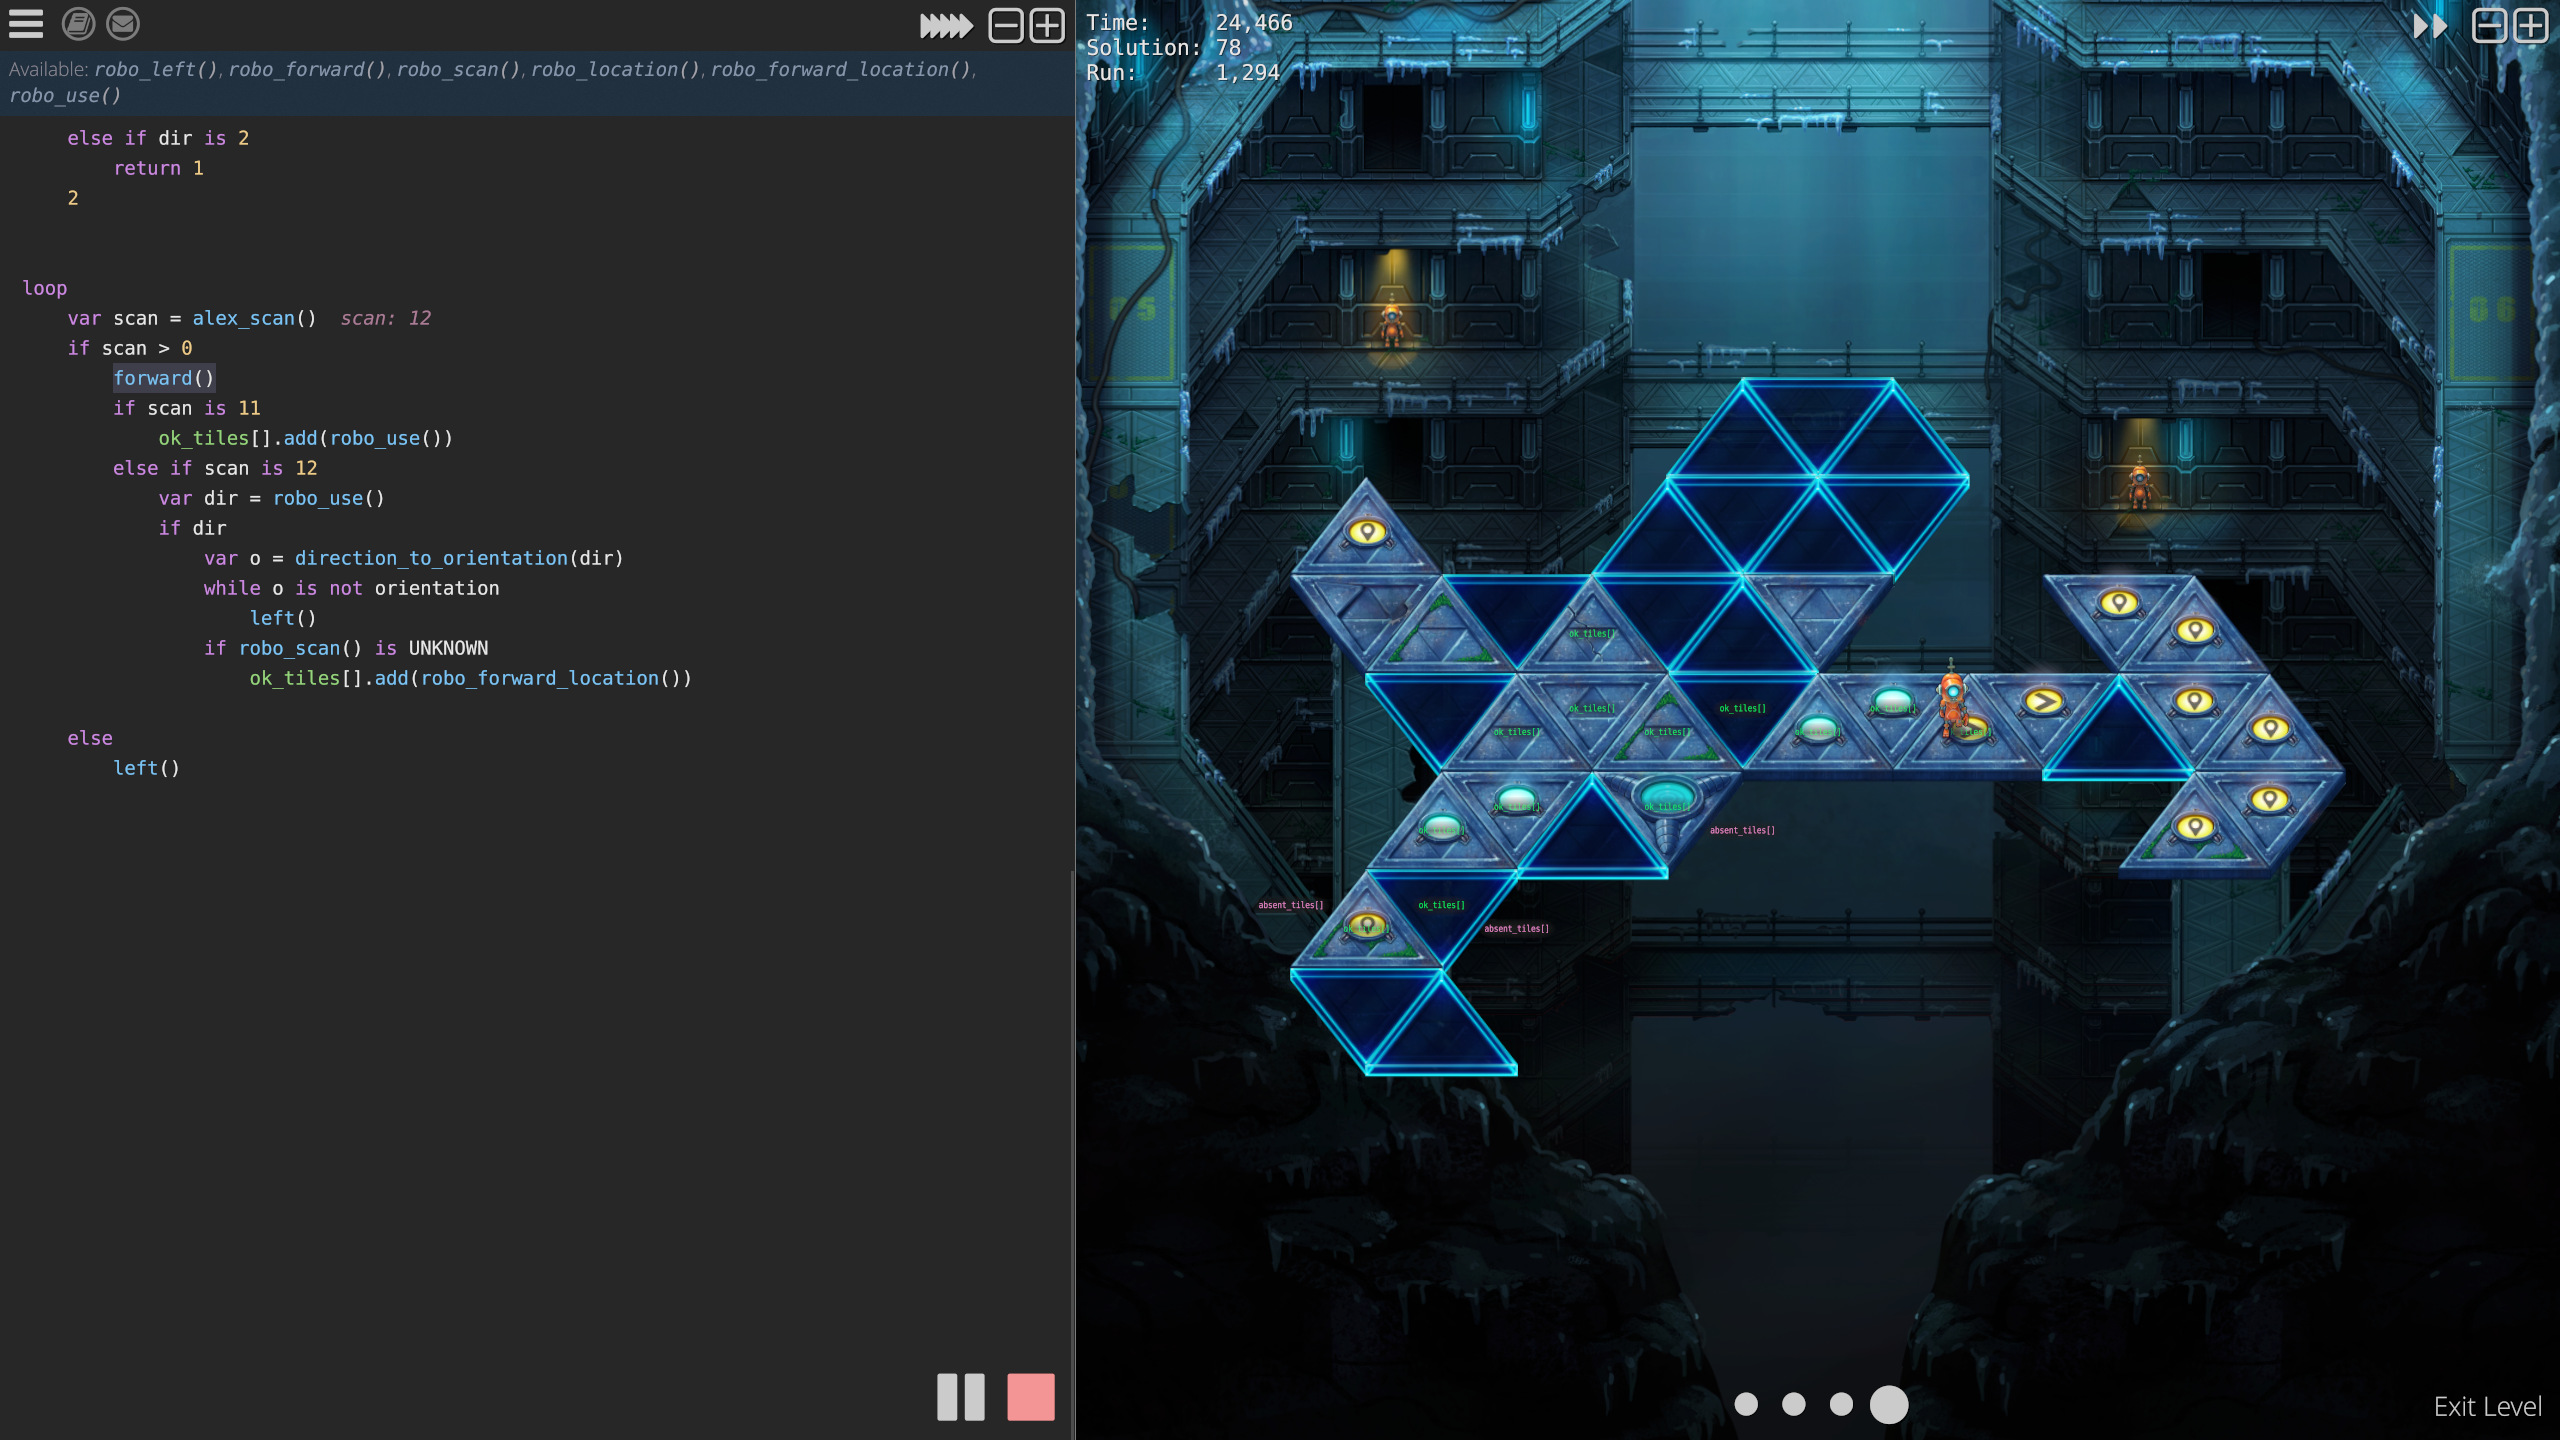 Available: robo_left(), robo_forward(), robo_scan(), robo_location(), robo_forward_location(),
robo_use()
else if dir is 2
return 1
2
loop
var scan = alex_scan() scan: 12
if scan > 0
forward()
if scan is 11
ok_tiles[].add(robo_use())
else if scan is 12
var dir = robo_use()
if dir
var o = direction_to_orientation(dir)
while o is not orientation
left()
if robo_scan() is UNKNOWN
ok_tiles[].add(robo_forward_location())
else
left()
Time: 24,466
Solution: 78
Run: 1,294
05
06
ok_tiles[]
ok_tiles[]
ok_tiles[]
ok_tiles[]
ok_tiles[]
ok_tiles[]
ok_tiles[]
ok_tiles[]
ok_tiles[]
ok_tiles[]
ok_tiles[]
absent_tiles[]
absent_tiles[]
ok_tiles[]
ok_tiles[]
absent_tiles[]
Exit Level